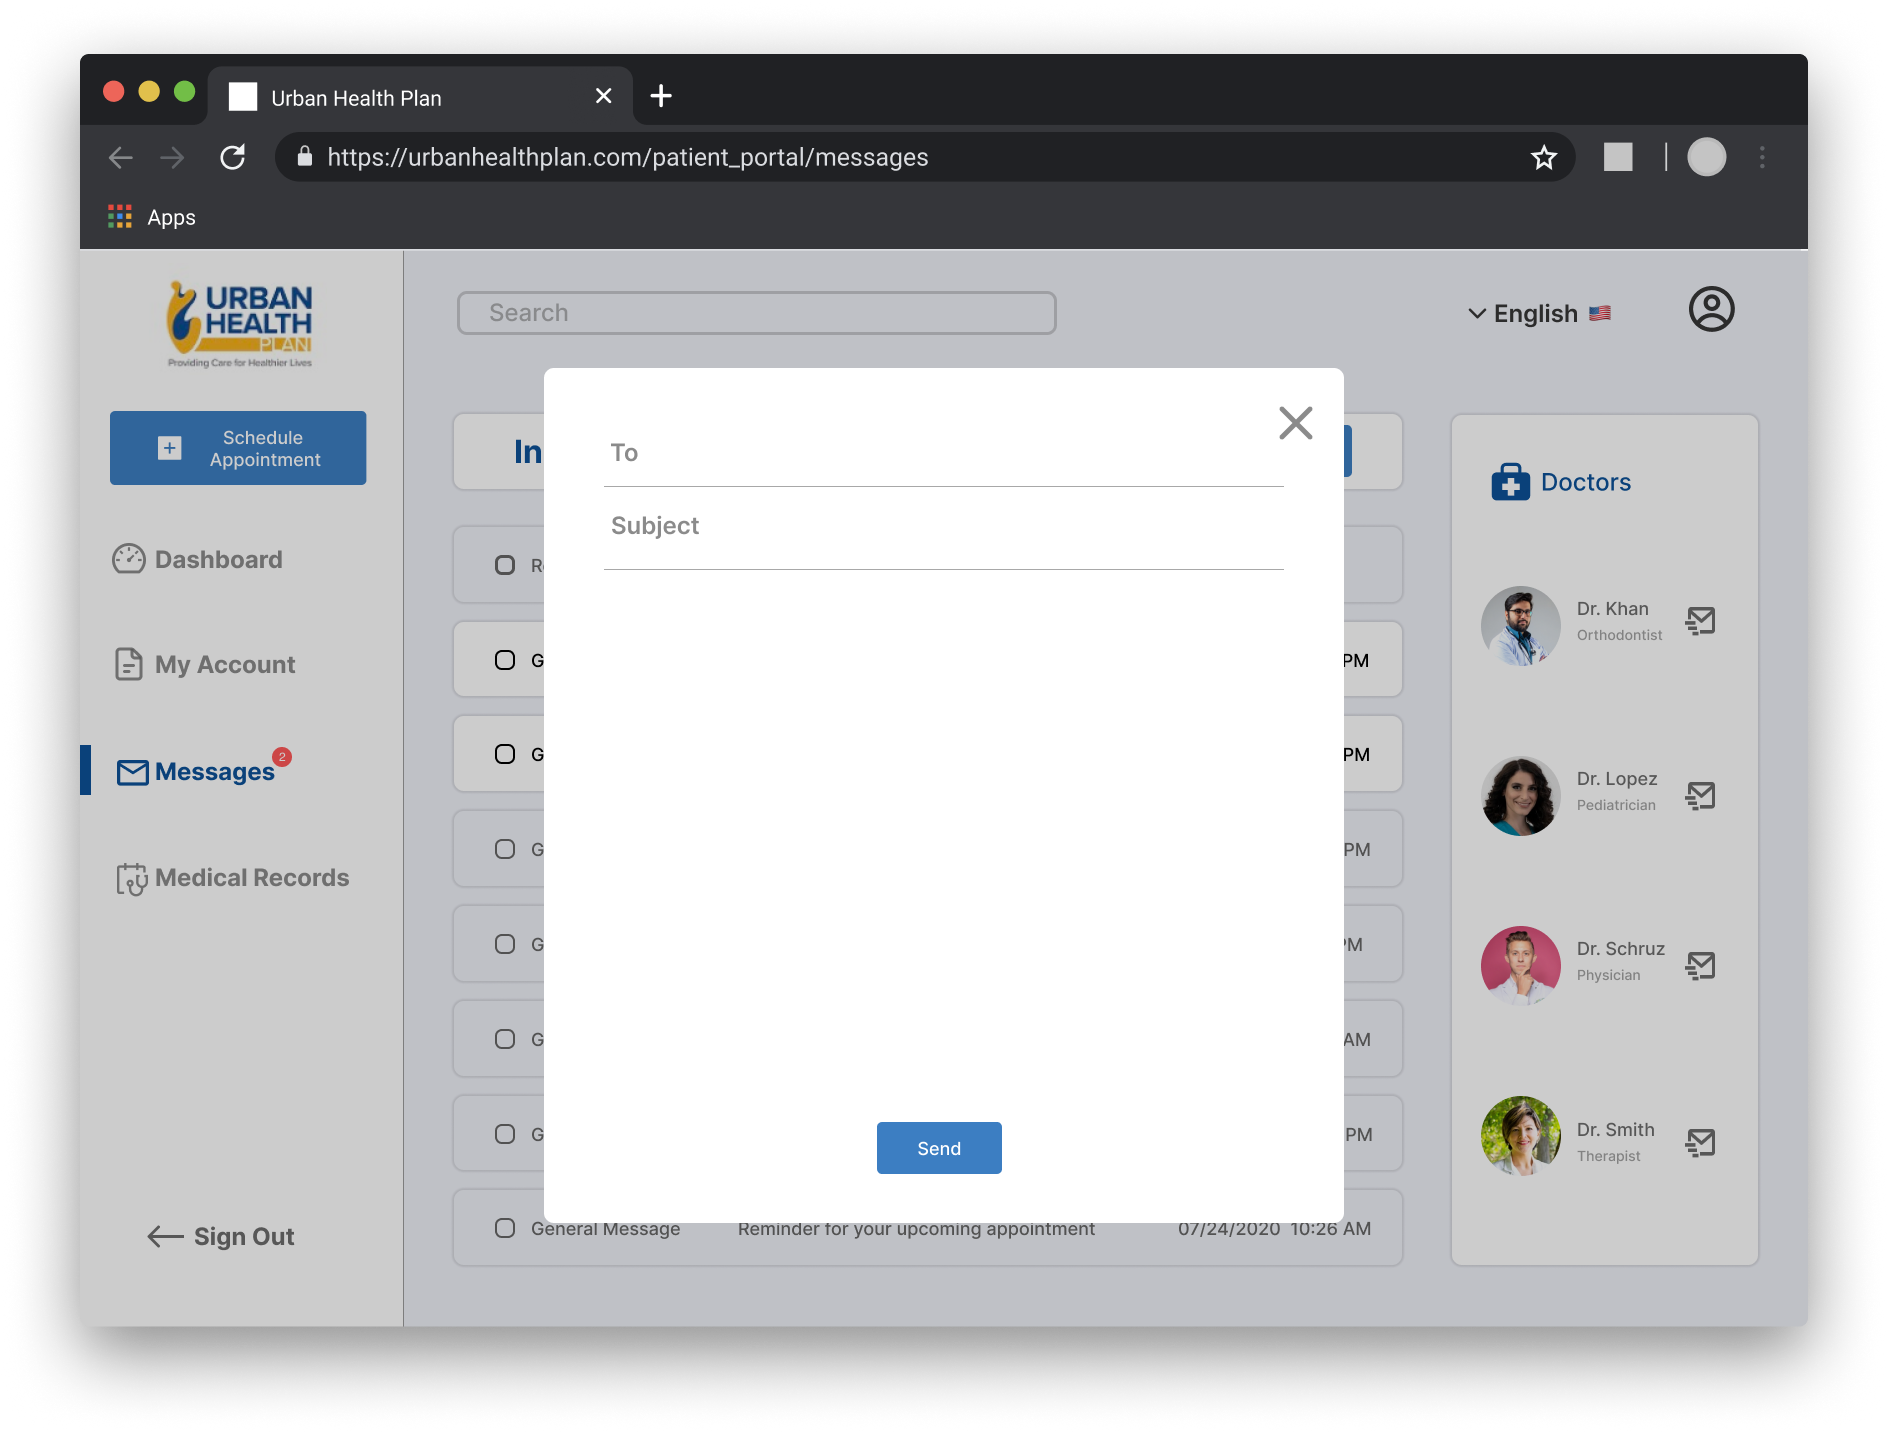 Urban Health Plan
https://urbanhealthplan.com/patient_portal/messages
Apps
URBAN
HEALTH
PLAN
Providing Care for Healthier Lives
Schedule
Appointment
Dashboard
My Account
Messages 2
Medical Records
Sign Out
Search
English
To
Subject
Send
PM
PM
PM
PM
AM
PM
General Message Reminder for your upcoming appointment 07/24/2020 10:26 AM
Doctors
Dr. Khan
Orthodontist
Dr. Lopez
Pediatrician
Dr. Schruz
Physician
Dr. Smith
Therapist